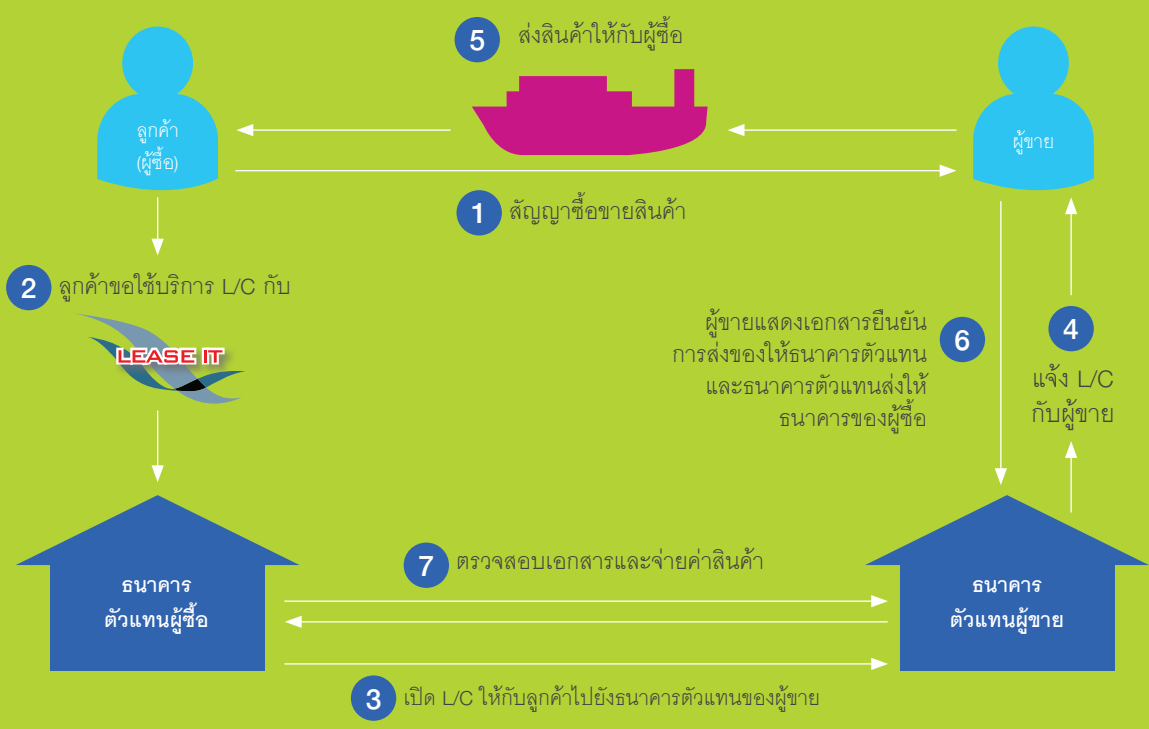 5 ส่งสินค้าให้กับผู้ซื้อ
ลูกค้า
(ผู้ซื้อ)
ผู้ขาย
1 สัญญาซื้อขายสินค้า
2 ลูกค้าขอใช้บริการ L/C กับ
LEASE IT
ผู้ขายแสดงเอกสารยืนยัน
การส่งของให้ธนาคารตัวแทน
และธนาคารตัวแทนส่งให้
ธนาคารของผู้ซื้อ
6
4
แจ้ง L/C
กับผู้ขาย
7 ตรวจสอบเอกสารและจ่ายค่าสินค้า
ธนาคาร
ตัวแทนผู้ซื้อ
ธนาคาร
ตัวแทนผู้ขาย
3 เปิด L/C ให้กับลูกค้าไปยังธนาคารตัวแทนของผู้ขาย